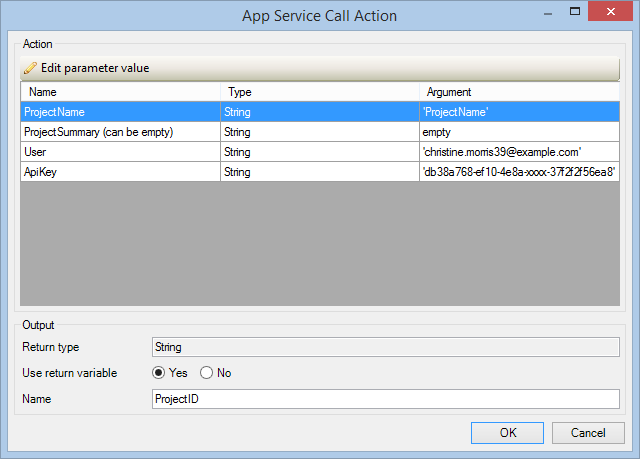 App Service Call Action
Action
Edit parameter value
Name Type Argument
ProjectName String 'ProjectName'
ProjectSummary (can be empty) String empty
User String 'christine.morris39@example.com'
ApiKey String 'db38a768-ef10-4e8a-xxxx-37f2f2f56ea8'
Output
Return type String
Use return variable Yes No
Name ProjectID
OK Cancel